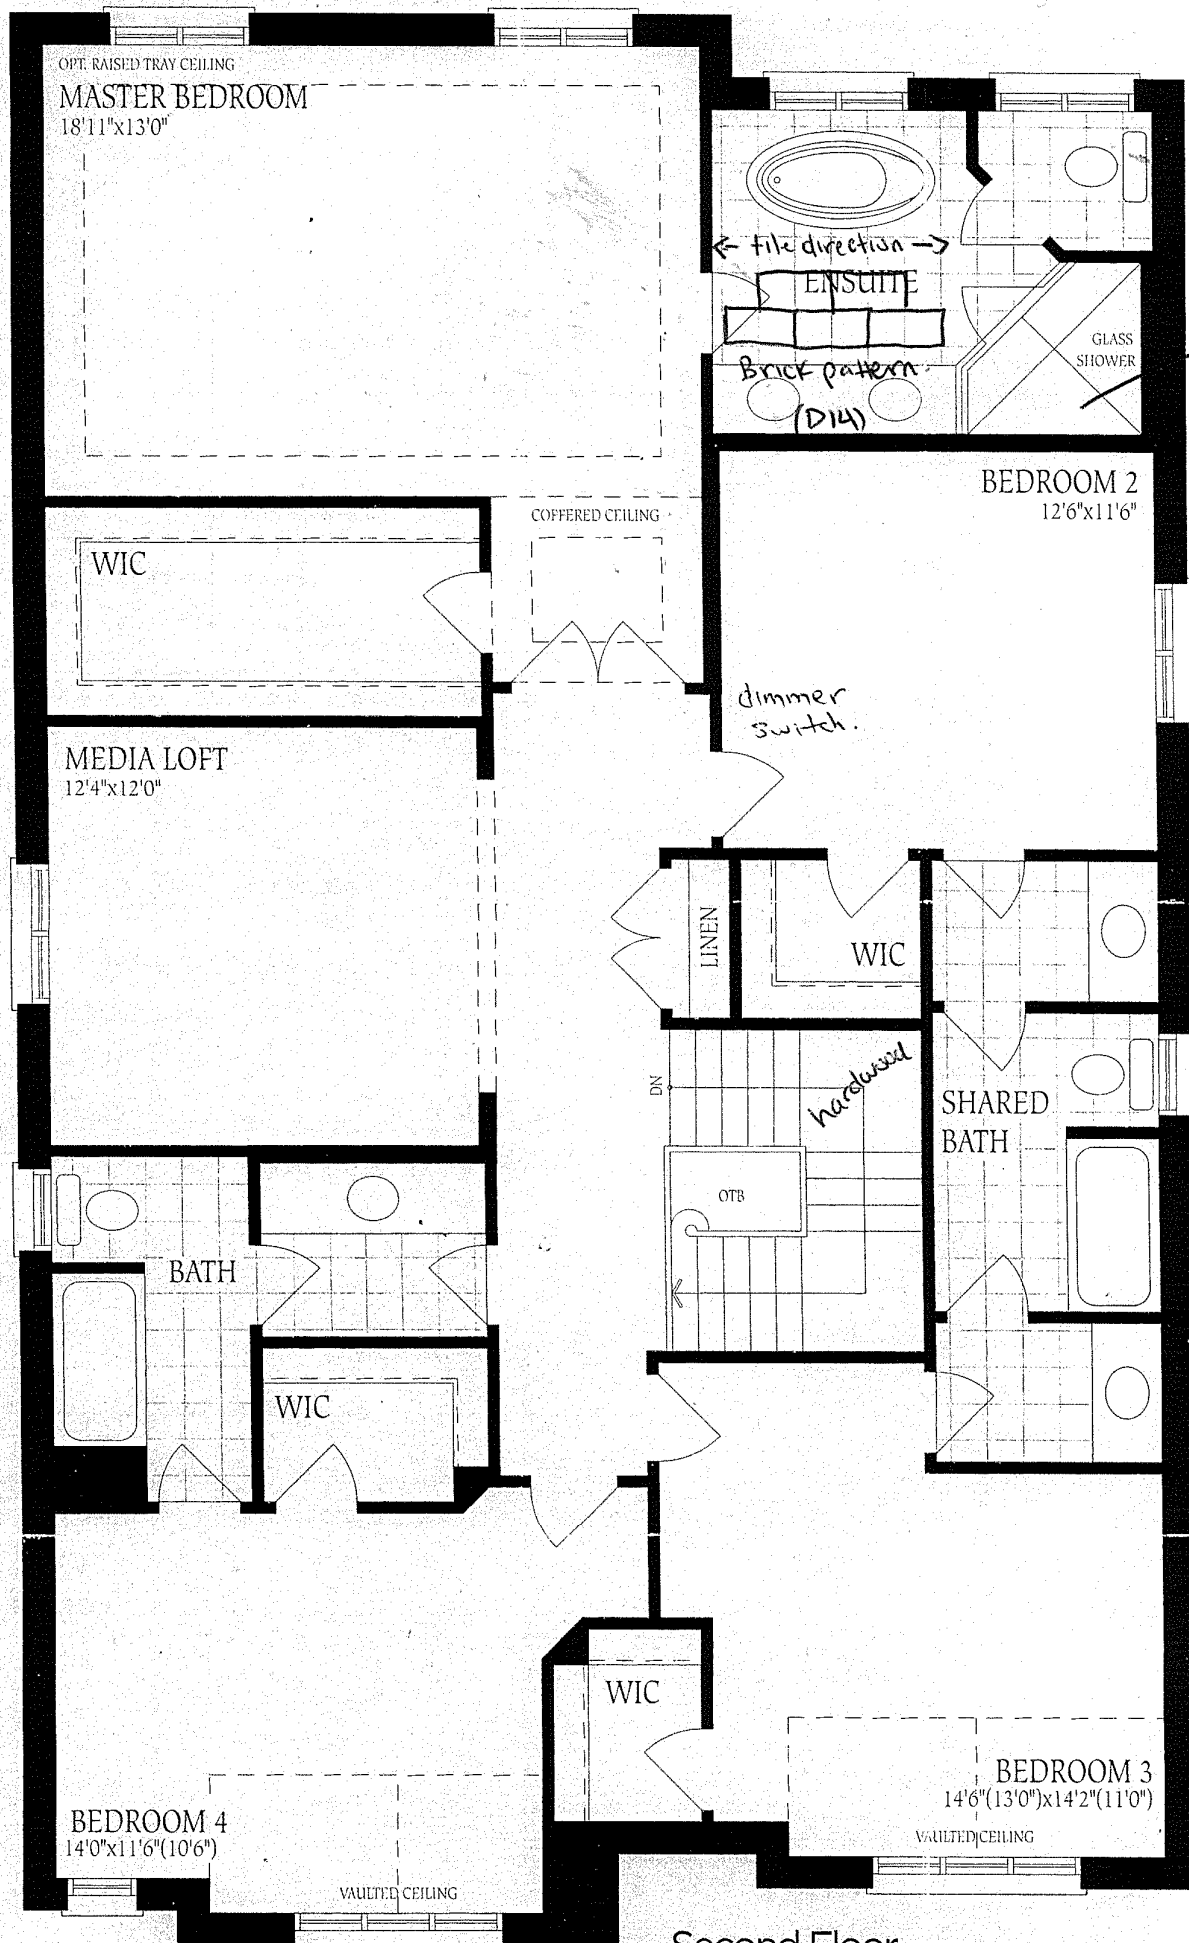 OPT. RAISED TRAY CEILING
MASTER BEDROOM
18'11"x13'0"
← tile direction →
ENSUITE
Brick pattern
(D14)
GLASS
SHOWER
BEDROOM 2
12'6"x11'6"
COFFERED CEILING
WIC
dimmer
switch.
MEDIA LOFT
12'4"x12'0"
LINEN
WIC
DN
hardwood
SHARED
BATH
OTB
BATH
WIC
WIC
BEDROOM 3
14'6"(13'0")x14'2"(11'0")
VAULTED CEILING
BEDROOM 4
14'0"x11'6"(10'6")
VAULTED CEILING
Second Floor